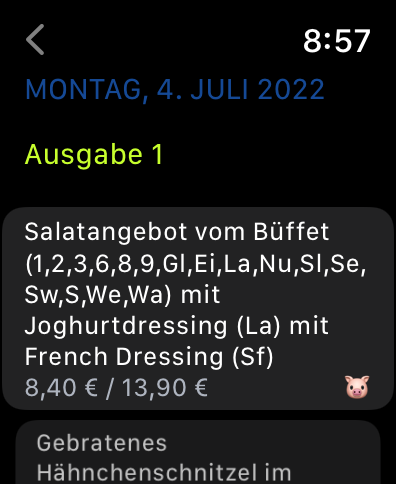 8:57
MONTAG, 4. JULI 2022
Ausgabe 1
Salatangebot vom Büffet
(1,2,3,6,8,9,Gl,Ei,La,Nu,Sl,Se,
Sw,S,We,Wa) mit
Joghurtdressing (La) mit
French Dressing (Sf)
8,40 € / 13,90 €
Gebratenes
Hähnchenschnitzel im